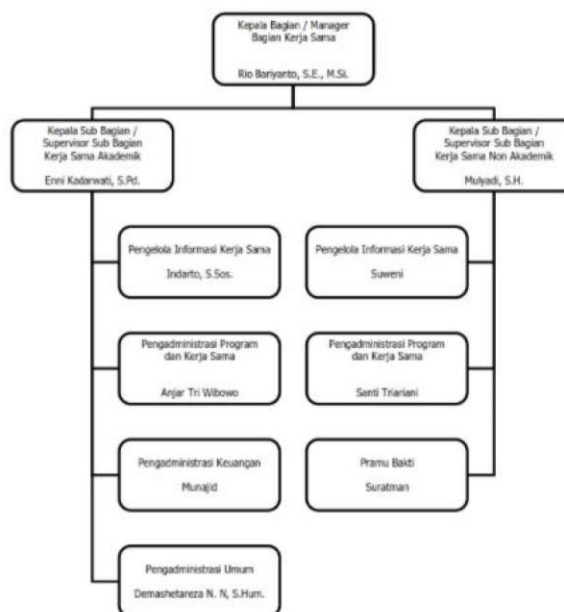 Kepala Bagian / Manager
Bagian Kerja Sama
Rio Bariyanto, S.E., M.Si.
Kepala Sub Bagian /
Supervisor Sub Bagian
Kerja Sama Akademik
Enni Kadarwati, S.Pd.
Kepala Sub Bagian /
Supervisor Sub Bagian
Kerja Sama Non Akademik
Mulyadi, S.H.
Pengelola Informasi Kerja Sama
Indarto, S.Sos.
Pengelola Informasi Kerja Sama
Suweni
Pengadministrasi Program
dan Kerja Sama
Anjar Tri Wibowo
Pengadministrasi Program
dan Kerja Sama
Santi Triariani
Pengadministrasi Keuangan
Munajid
Pramu Bakti
Suratman
Pengadministrasi Umum
Demashetareza N. N, S.Hum.